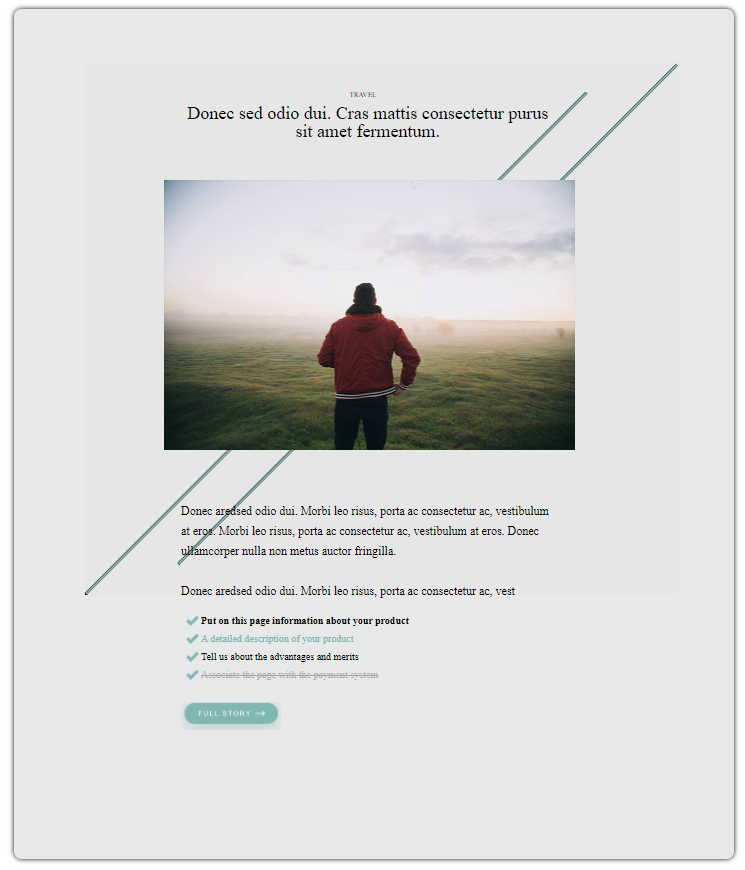 TRAVEL
Donec sed odio dui. Cras mattis consectetur purus
sit amet fermentum.
Donec aredsed odio dui. Morbi leo risus, porta ac consectetur ac, vestibulum
at eros. Morbi leo risus, porta ac consectetur ac, vestibulum at eros. Donec
ullamcorper nulla non metus auctor fringilla.
Donec aredsed odio dui. Morbi leo risus, porta ac consectetur ac, vest
Put on this page information about your product
A detailed description of your product
Tell us about the advantages and merits
Associate the page with the payment system
FULL STORY →